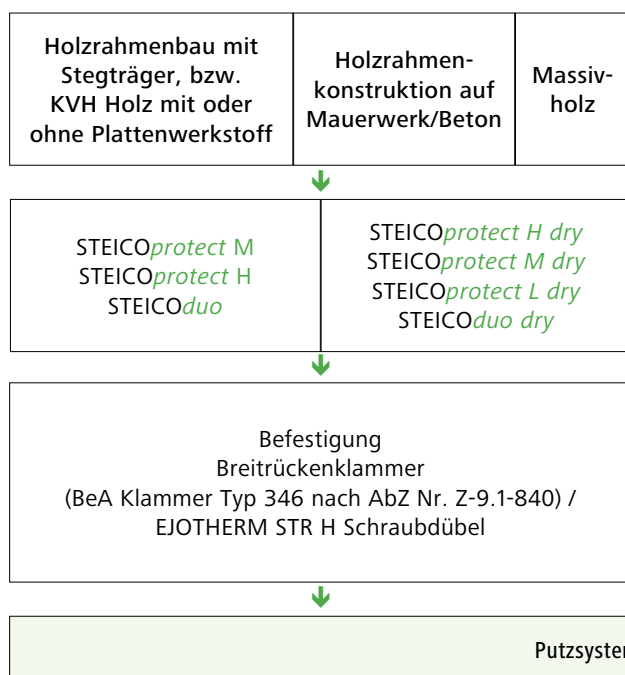 Holzrahmenbau mit
Stegträger, bzw.
KVH Holz mit oder
ohne Plattenwerkstoff
Holzrahmen-
konstruktion auf
Mauerwerk/Beton
Massiv-
holz
STEICOprotect M
STEICOprotect H
STEICOduo
STEICOprotect H dry
STEICOprotect M dry
STEICOprotect L dry
STEICOduo dry
Befestigung
Breitrückenklammer
(BeA Klammer Typ 346 nach AbZ Nr. Z-9.1-840) /
EJOTHERM STR H Schraubdübel